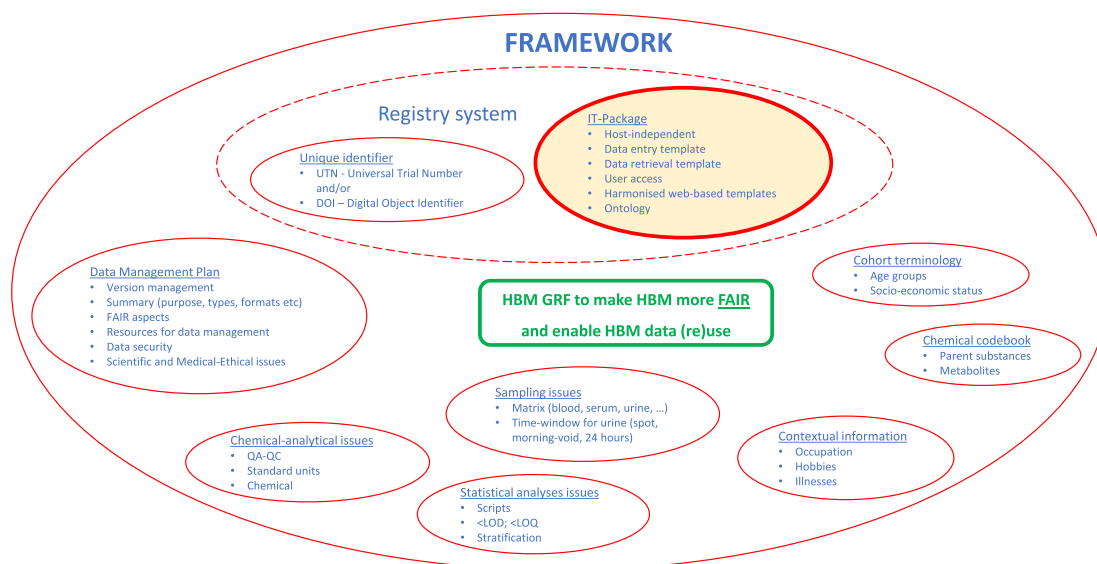 FRAMEWORK
Registry system
IT-Package
• Host-independent
• Data entry template
• Data retrieval template
• User access
• Harmonised web-based templates
• Ontology
Unique identifier
• UTN - Universal Trial Number
and/or
• DOI – Digital Object Identifier
Data Management Plan
• Version management
• Summary (purpose, types, formats etc)
• FAIR aspects
• Resources for data management
• Data security
• Scientific and Medical-Ethical issues
HBM GRF to make HBM more FAIR
and enable HBM data (re)use
Cohort terminology
• Age groups
• Socio-economic status
Chemical codebook
• Parent substances
• Metabolites
Sampling issues
• Matrix (blood, serum, urine, …)
• Time-window for urine (spot,
morning-void, 24 hours)
Chemical-analytical issues
• QA-QC
• Standard units
• Chemical
Contextual information
• Occupation
• Hobbies
• Illnesses
Statistical analyses issues
• Scripts
• <LOD; <LOQ
• Stratification